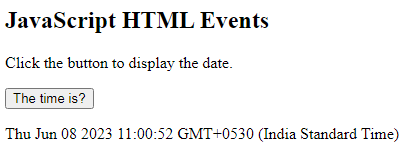 JavaScript HTML Events
Click the button to display the date.
The time is?
Thu Jun 08 2023 11:00:52 GMT+0530 (India Standard Time)